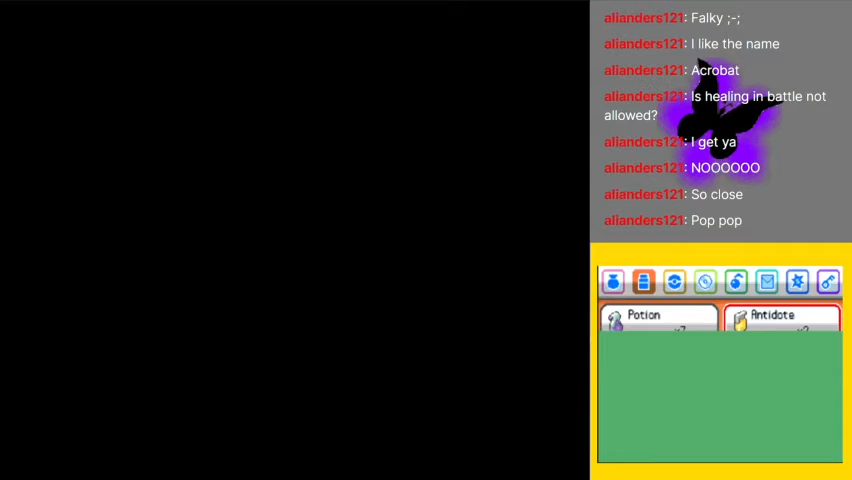 alianders121: Falky ;-;
alianders121: I like the name
alianders121: Acrobat
alianders121: Is healing in battle not
allowed?
alianders121: I get ya
alianders121: NOOOOOO
alianders121: So close
alianders121: Pop pop
Potion
Antidote